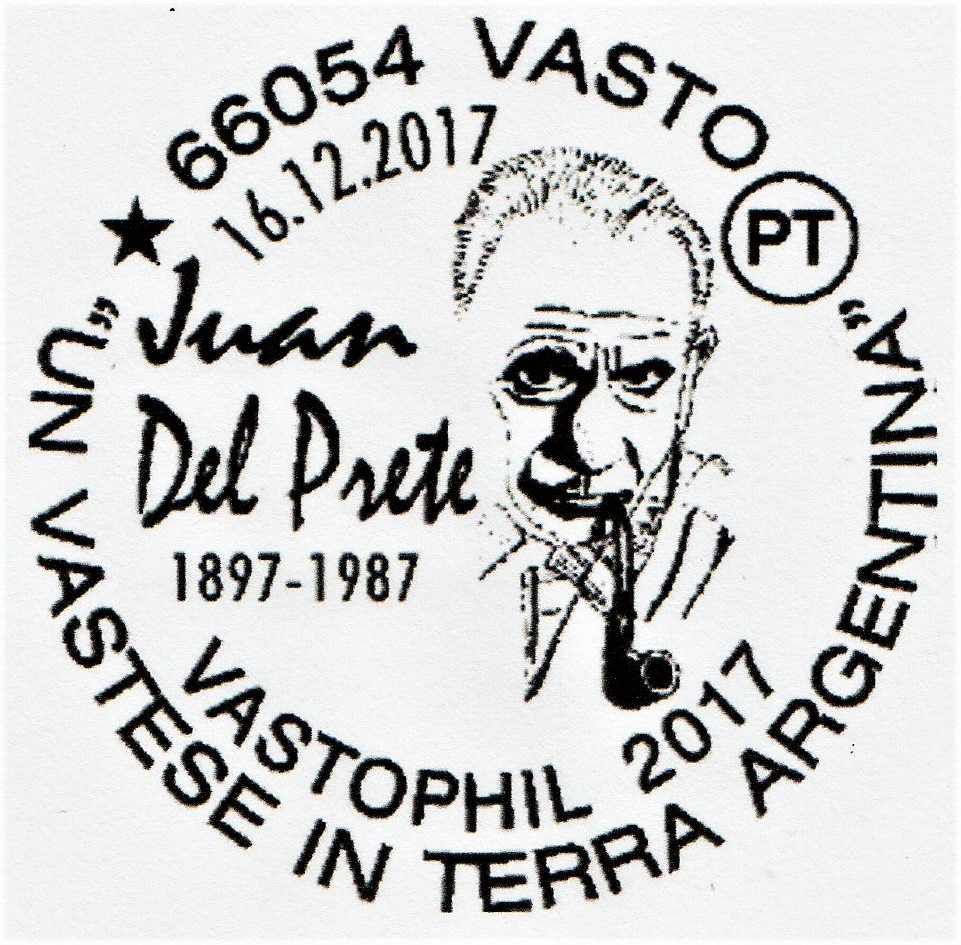 66054 VASTO
PT
16.12.2017
Juan
Del Prete
1897-1987
VASTOPHIL 2017
"UN VASTESE IN TERRA ARGENTINA"